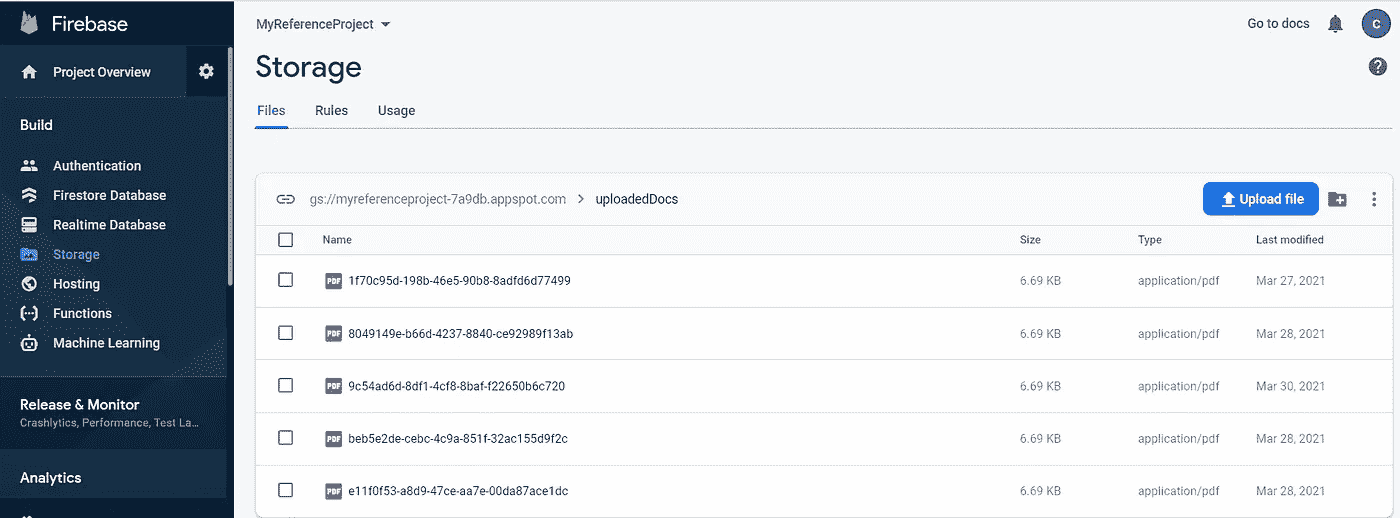 Firebase
Project Overview
Build
Authentication
Firestore Database
Realtime Database
Storage
Hosting
Functions
Machine Learning
Release & Monitor
Crashlytics, Performance, Test La...
Analytics
MyReferenceProject
Go to docs
C
Storage
?
Files Rules Usage
gs://myreferenceproject-7a9db.appspot.com > uploadedDocs
Upload file
Name Size Type Last modified
PDF 1f70c95d-198b-46e5-90b8-8adfd6d77499 6.69 KB application/pdf Mar 27, 2021
PDF 8049149e-b66d-4237-8840-ce92989f13ab 6.69 KB application/pdf Mar 28, 2021
PDF 9c54ad6d-8df1-4cf8-8baf-f22650b6c720 6.69 KB application/pdf Mar 30, 2021
PDF beb5e2de-cebc-4c9a-851f-32ac155d9f2c 6.69 KB application/pdf Mar 28, 2021
PDF e11f0f53-a8d9-47ce-aa7e-00da87ace1dc 6.69 KB application/pdf Mar 28, 2021